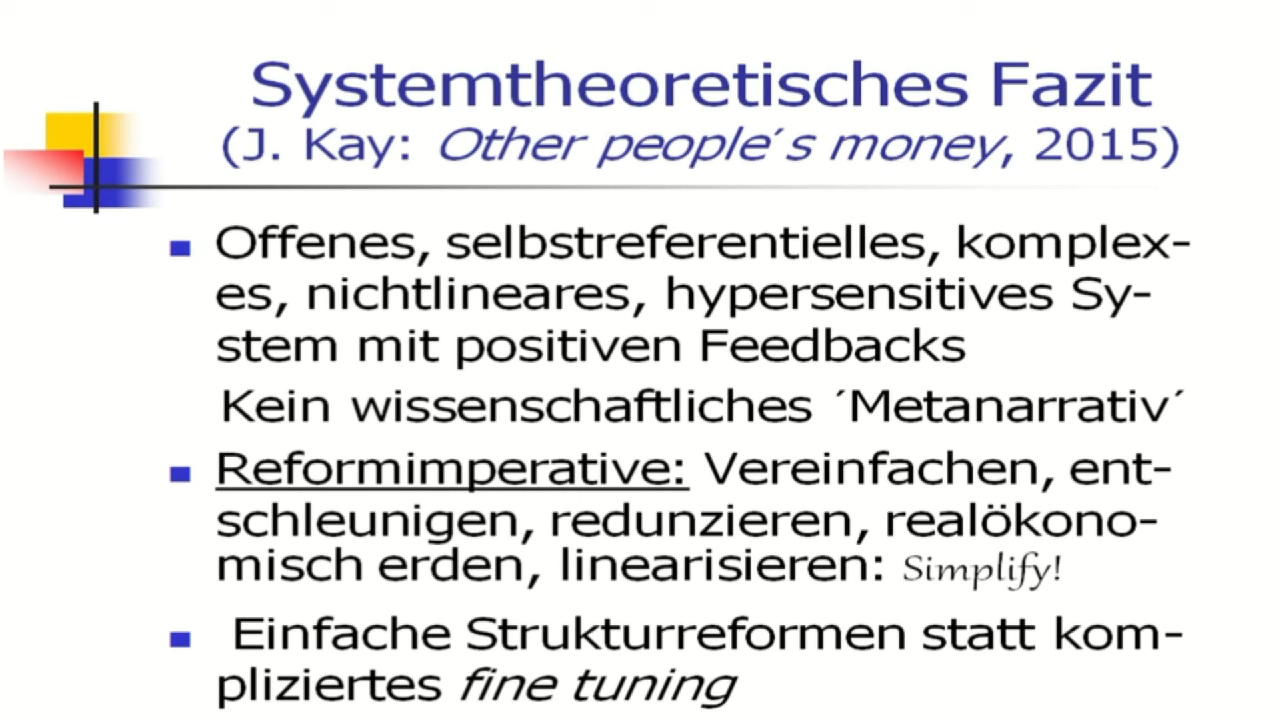 Systemtheoretisches Fazit
(J. Kay: Other people´s money, 2015)
Offenes, selbstreferentielles, komplex-
es, nichtlineares, hypersensitives Sy-
stem mit positiven Feedbacks
Kein wissenschaftliches ´Metanarrativ´
Reformimperative: Vereinfachen, ent-
schleunigen, redunzieren, realökono-
misch erden, linearisieren: Simplify!
Einfache Strukturreformen statt kom-
pliziertes fine tuning